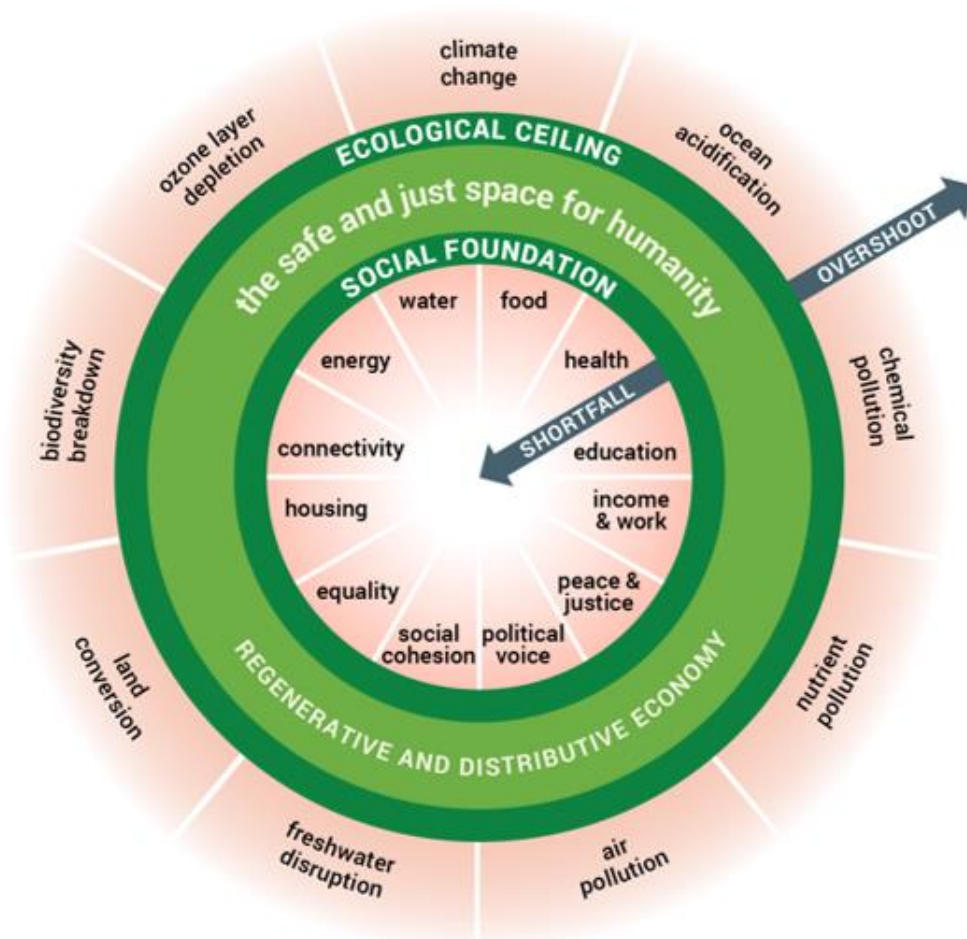 climate
change
ocean
acidification
chemical
pollution
nutrient
pollution
air
pollution
freshwater
disruption
land
conversion
biodiversity
breakdown
ozone layer
depletion
ECOLOGICAL CEILING
the safe and just space for humanity
SOCIAL FOUNDATION
OVERSHOOT
SHORTFALL
water
food
health
education
income
& work
peace &
justice
political
voice
social
cohesion
equality
housing
connectivity
energy
REGENERATIVE AND DISTRIBUTIVE ECONOMY